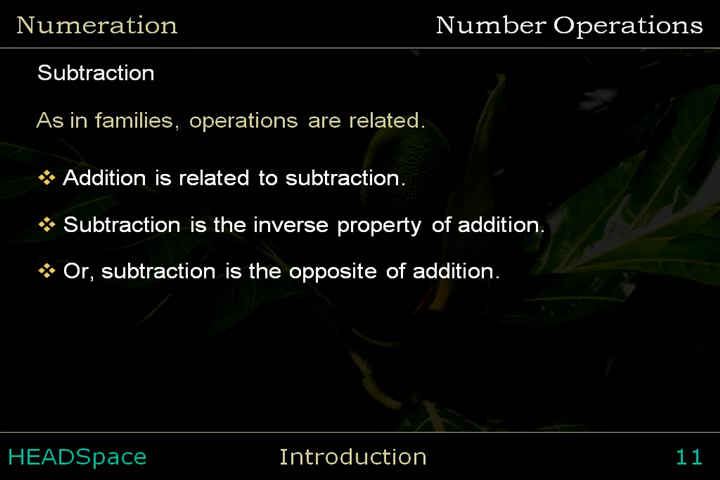 Numeration Number Operations
Subtraction
As in families, operations are related.
❖ Addition is related to subtraction.
❖ Subtraction is the inverse property of addition.
❖ Or, subtraction is the opposite of addition.
HEADSpace Introduction 11